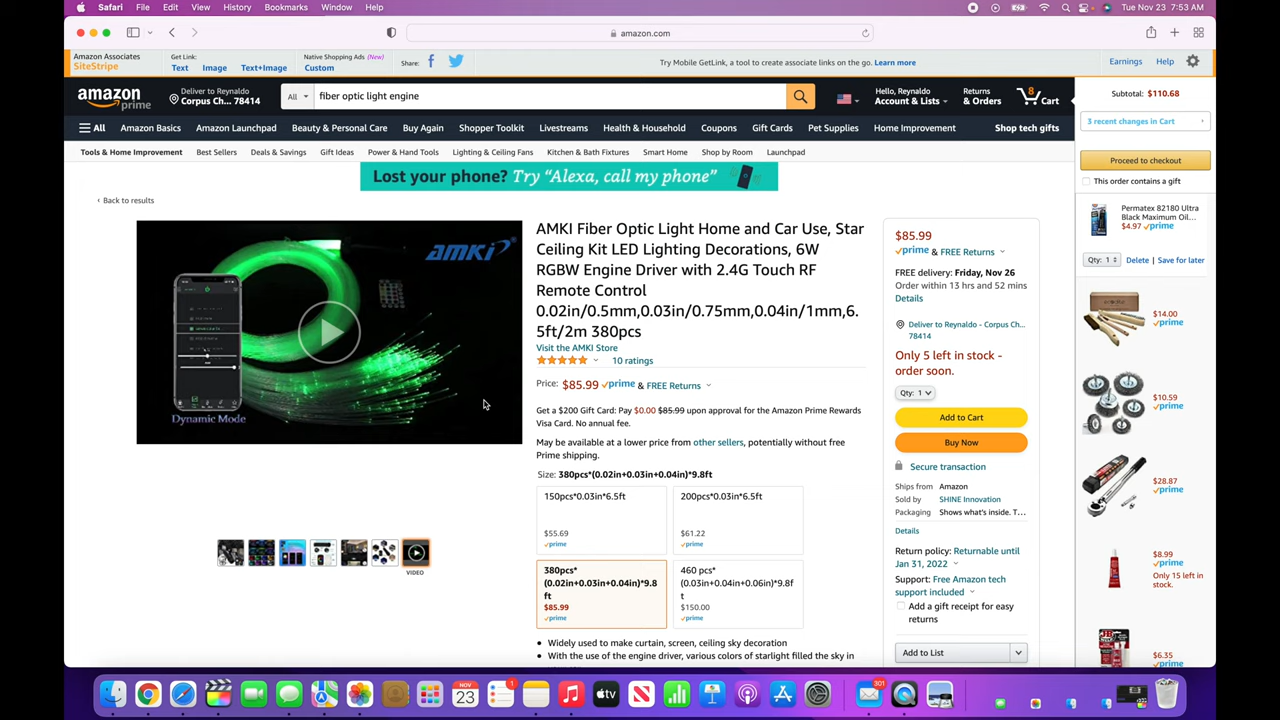 Safari File Edit View History Bookmarks Window Help
Tue Nov 23 7:53 AM
amazon.com
Amazon Associates
SiteStripe
Get Link:
Text Image Text+Image
Native Shopping Ads (New)
Custom
Share:
Try Mobile GetLink, a tool to create associate links on the go. Learn more
Earnings Help
amazon
prime
Deliver to Reynaldo
Corpus Ch... 78414
All
fiber optic light engine
Hello, Reynaldo
Account & Lists
Returns
& Orders
8
Cart
All Amazon Basics Amazon Launchpad Beauty & Personal Care Buy Again Shopper Toolkit Livestreams Health & Household Coupons Gift Cards Pet Supplies Home Improvement Shop tech gifts
Tools & Home Improvement Best Sellers Deals & Savings Gift Ideas Power & Hand Tools Lighting & Ceiling Fans Kitchen & Bath Fixtures Smart Home Shop by Room Launchpad
Lost your phone? Try “Alexa, call my phone”
‹ Back to results
AMKI
Dynamic Mode
VIDEO
AMKI Fiber Optic Light Home and Car Use, Star
Ceiling Kit LED Lighting Decorations, 6W
RGBW Engine Driver with 2.4G Touch RF
Remote Control
0.02in/0.5mm,0.03in/0.75mm,0.04in/1mm,6.
5ft/2m 380pcs
Visit the AMKI Store
10 ratings
Price: $85.99 prime & FREE Returns
Get a $200 Gift Card: Pay $0.00 $85.99 upon approval for the Amazon Prime Rewards
Visa Card. No annual fee.
May be available at a lower price from other sellers, potentially without free
Prime shipping.
Size: 380pcs*(0.02in+0.03in+0.04in)*9.8ft
150pcs*0.03in*6.5ft
$55.69
prime
200pcs*0.03in*6.5ft
$61.22
prime
380pcs*
(0.02in+0.03in+0.04in)*9.8
ft
$85.99
prime
460 pcs*
(0.03in+0.04in+0.06in)*9.8f
t
$150.00
prime
• Widely used to make curtain, screen, ceiling sky decoration
• With the use of the engine driver, various colors of starlight filled the sky in
$85.99
prime & FREE Returns
FREE delivery: Friday, Nov 26
Order within 13 hrs and 52 mins
Details
Deliver to Reynaldo - Corpus Ch...
78414
Only 5 left in stock -
order soon.
Qty: 1
Add to Cart
Buy Now
Secure transaction
Ships from Amazon
Sold by SHINE Innovation
Packaging Shows what's inside. T...
Details
Return policy: Returnable until
Jan 31, 2022
Support: Free Amazon tech
support included
Add a gift receipt for easy
returns
Add to List
Subtotal: $110.68
3 recent changes in Cart
Proceed to checkout
This order contains a gift
Permatex 82180 Ultra
Black Maximum Oil...
$4.97 prime
Qty: 1 Delete Save for later
$14.00
prime
$10.59
prime
$28.87
prime
$8.99
prime
Only 15 left in
stock.
$6.35
prime
NOV
23
1
tv
301